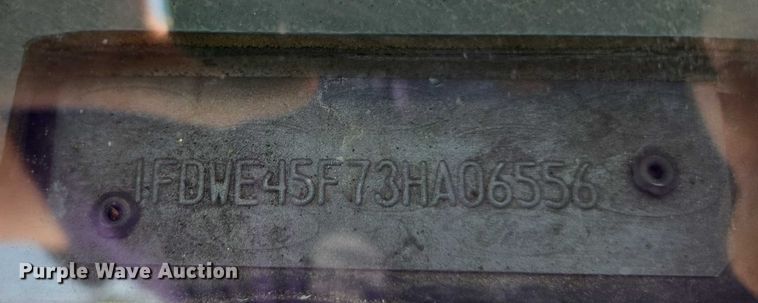 1FDWE45F73HA06556
Purple Wave Auction